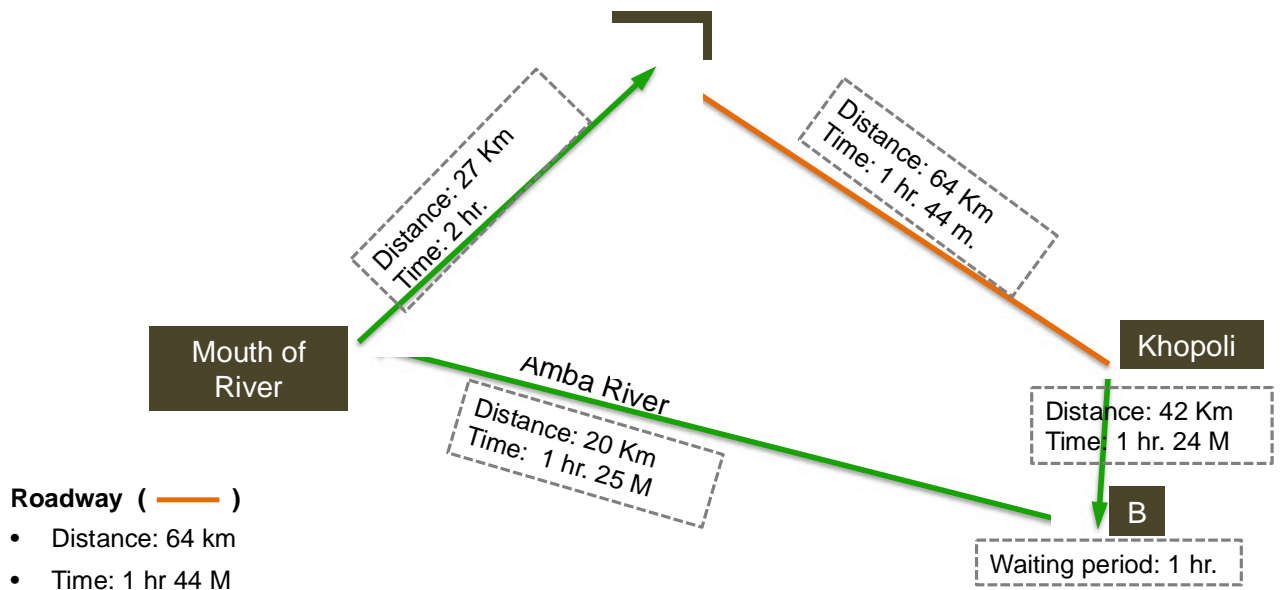 Distance: 27 Km
Time: 2 hr.
Distance: 64 Km
Time: 1 hr. 44 m.
Mouth of
River
Khopoli
Amba River
Distance: 20 Km
Time: 1 hr. 25 M
Distance: 42 Km
Time: 1 hr. 24 M
B
Waiting period: 1 hr.
Roadway ( )
• Distance: 64 km
• Time: 1 hr 44 M